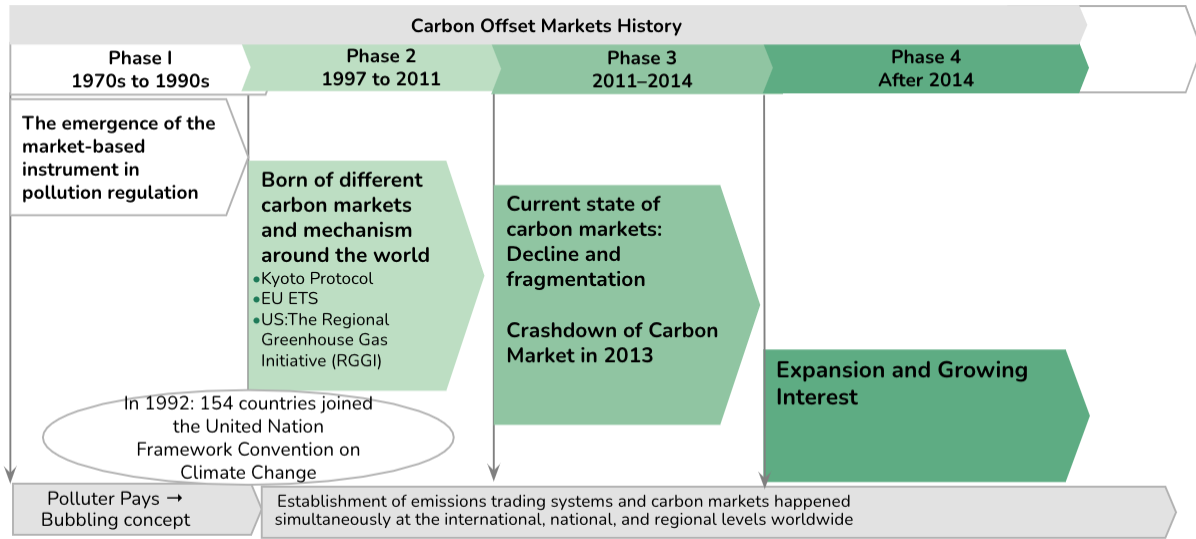 Carbon Offset Markets History
Phase I
1970s to 1990s
Phase 2
1997 to 2011
Phase 3
2011–2014
Phase 4
After 2014
The emergence of the
market-based
instrument in
pollution regulation
Born of different
carbon markets
and mechanism
around the world
•Kyoto Protocol
•EU ETS
•US:The Regional
Greenhouse Gas
Initiative (RGGI)
Current state of
carbon markets:
Decline and
fragmentation
Crashdown of Carbon
Market in 2013
Expansion and Growing
Interest
In 1992: 154 countries joined
the United Nation
Framework Convention on
Climate Change
Polluter Pays →
Bubbling concept
Establishment of emissions trading systems and carbon markets happened
simultaneously at the international, national, and regional levels worldwide